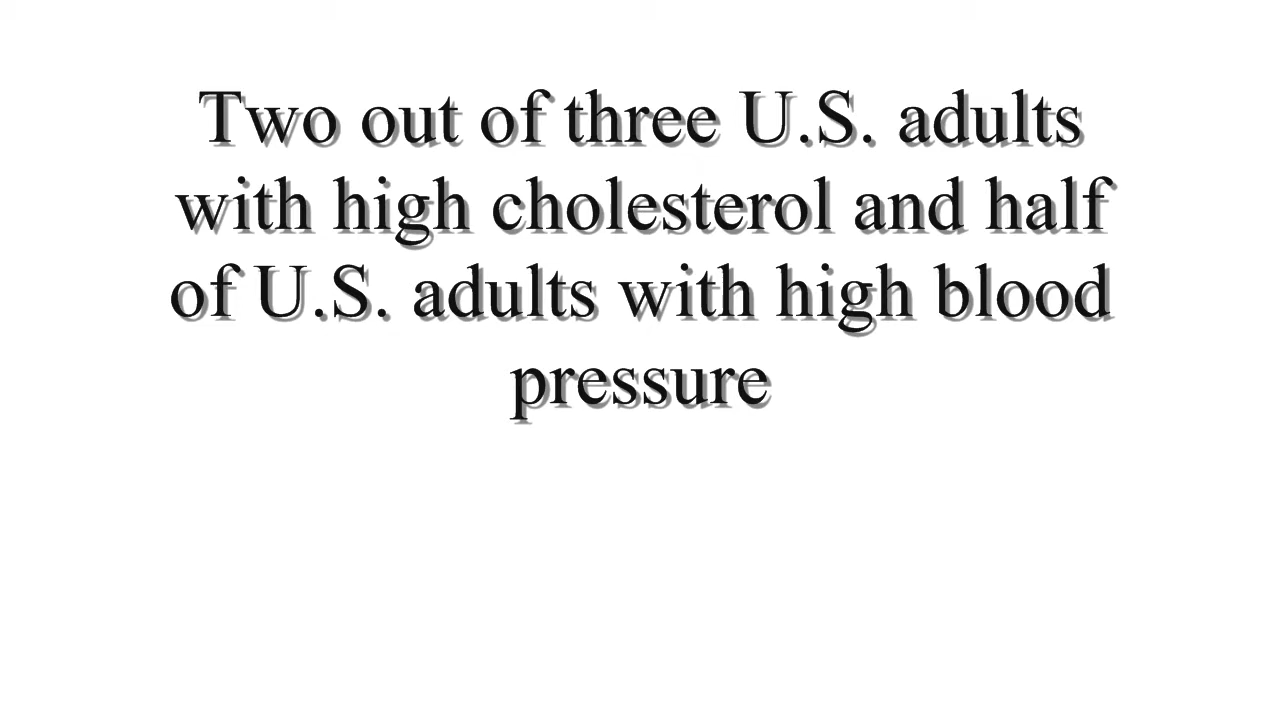 Two out of three U.S. adults
with high cholesterol and half
of U.S. adults with high blood
pressure